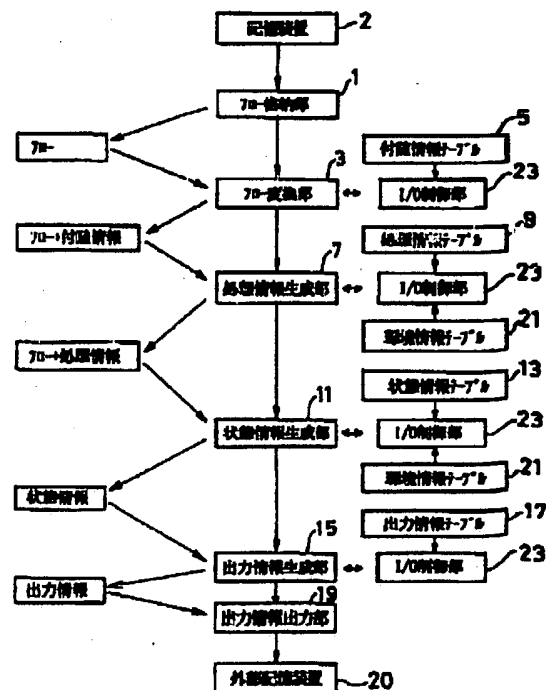 記憶装置 2
1
フロー格納部
フロー
5
付随情報テーブル
3
フロー変換部
23
I/O制御部
フロー+付随情報
9
処理情報テーブル
7
処理情報生成部
23
I/O制御部
21
環境情報テーブル
フロー+処理情報
13
状態情報テーブル
11
状態情報生成部
23
I/O制御部
21
環境情報テーブル
状態情報
17
出力情報テーブル
15
出力情報生成部
23
I/O制御部
出力情報
19
出力情報出力部
外部記憶装置 20